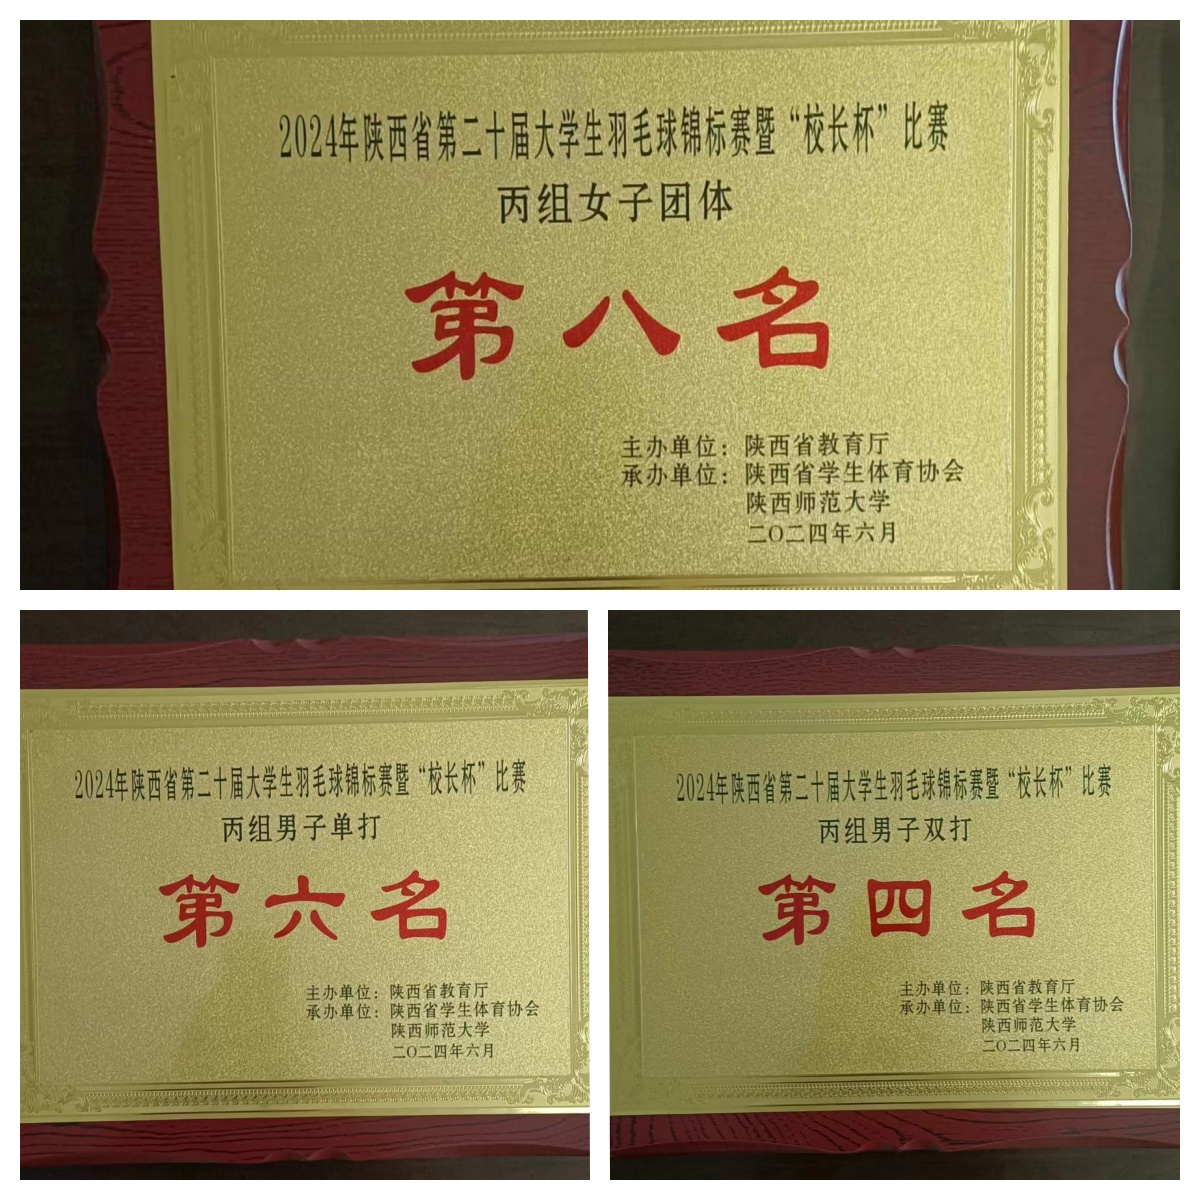 2024年陕西省第二十届大学生羽毛球锦标赛暨“校长杯”比赛
丙组女子团体
第八名
主办单位：陕西省教育厅
承办单位：陕西省学生体育协会
陕西师范大学
二〇二四年六月
2024年陕西省第二十届大学生羽毛球锦标赛暨“校长杯”比赛
丙组男子单打
第六名
主办单位：陕西省教育厅
承办单位：陕西省学生体育协会
陕西师范大学
二〇二四年六月
2024年陕西省第二十届大学生羽毛球锦标赛暨“校长杯”比赛
丙组男子双打
第四名
主办单位：陕西省教育厅
承办单位：陕西省学生体育协会
陕西师范大学
二〇二四年六月